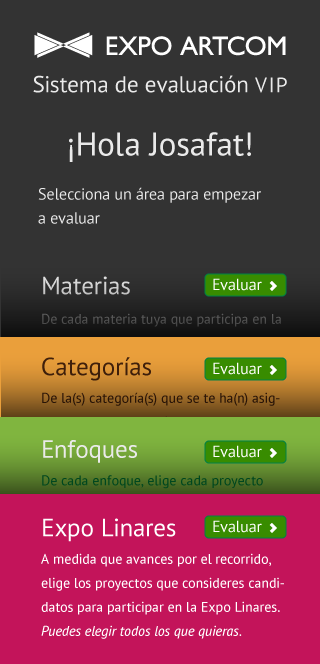 EXPO ARTCOM
Sistema de evaluación VIP
¡Hola Josafat!
Selecciona un área para empezar
a evaluar
Materias
Evaluar
De cada materia tuya que participa en la
Categorías
Evaluar
De la(s) categoría(s) que se te ha(n) asig-
Enfoques
Evaluar
De cada enfoque, elige cada proyecto
Expo Linares
Evaluar
A medida que avances por el recorrido,
elige los proyectos que consideres candi-
datos para participar en la Expo Linares.
Puedes elegir todos los que quieras.